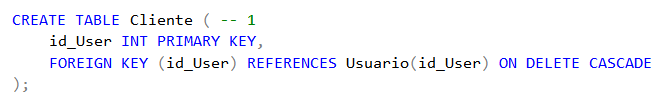 CREATE TABLE Cliente ( -- 1
    id_User INT PRIMARY KEY,
    FOREIGN KEY (id_User) REFERENCES Usuario(id_User) ON DELETE CASCADE
);